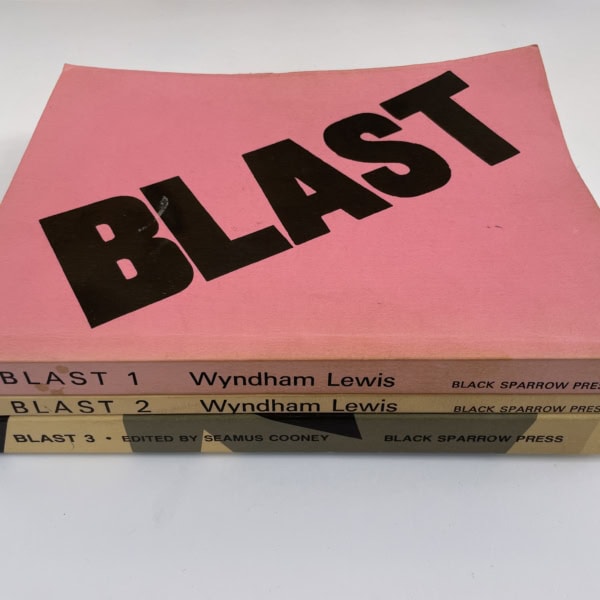 BLAST
BLAST 1 Wyndham Lewis BLACK SPARROW PRES
BLAST 2 Wyndham Lewis BLACK SPARROW PRESS
BLAST 3 • EDITED BY SEAMUS COONEY BLACK SPARROW PRESS